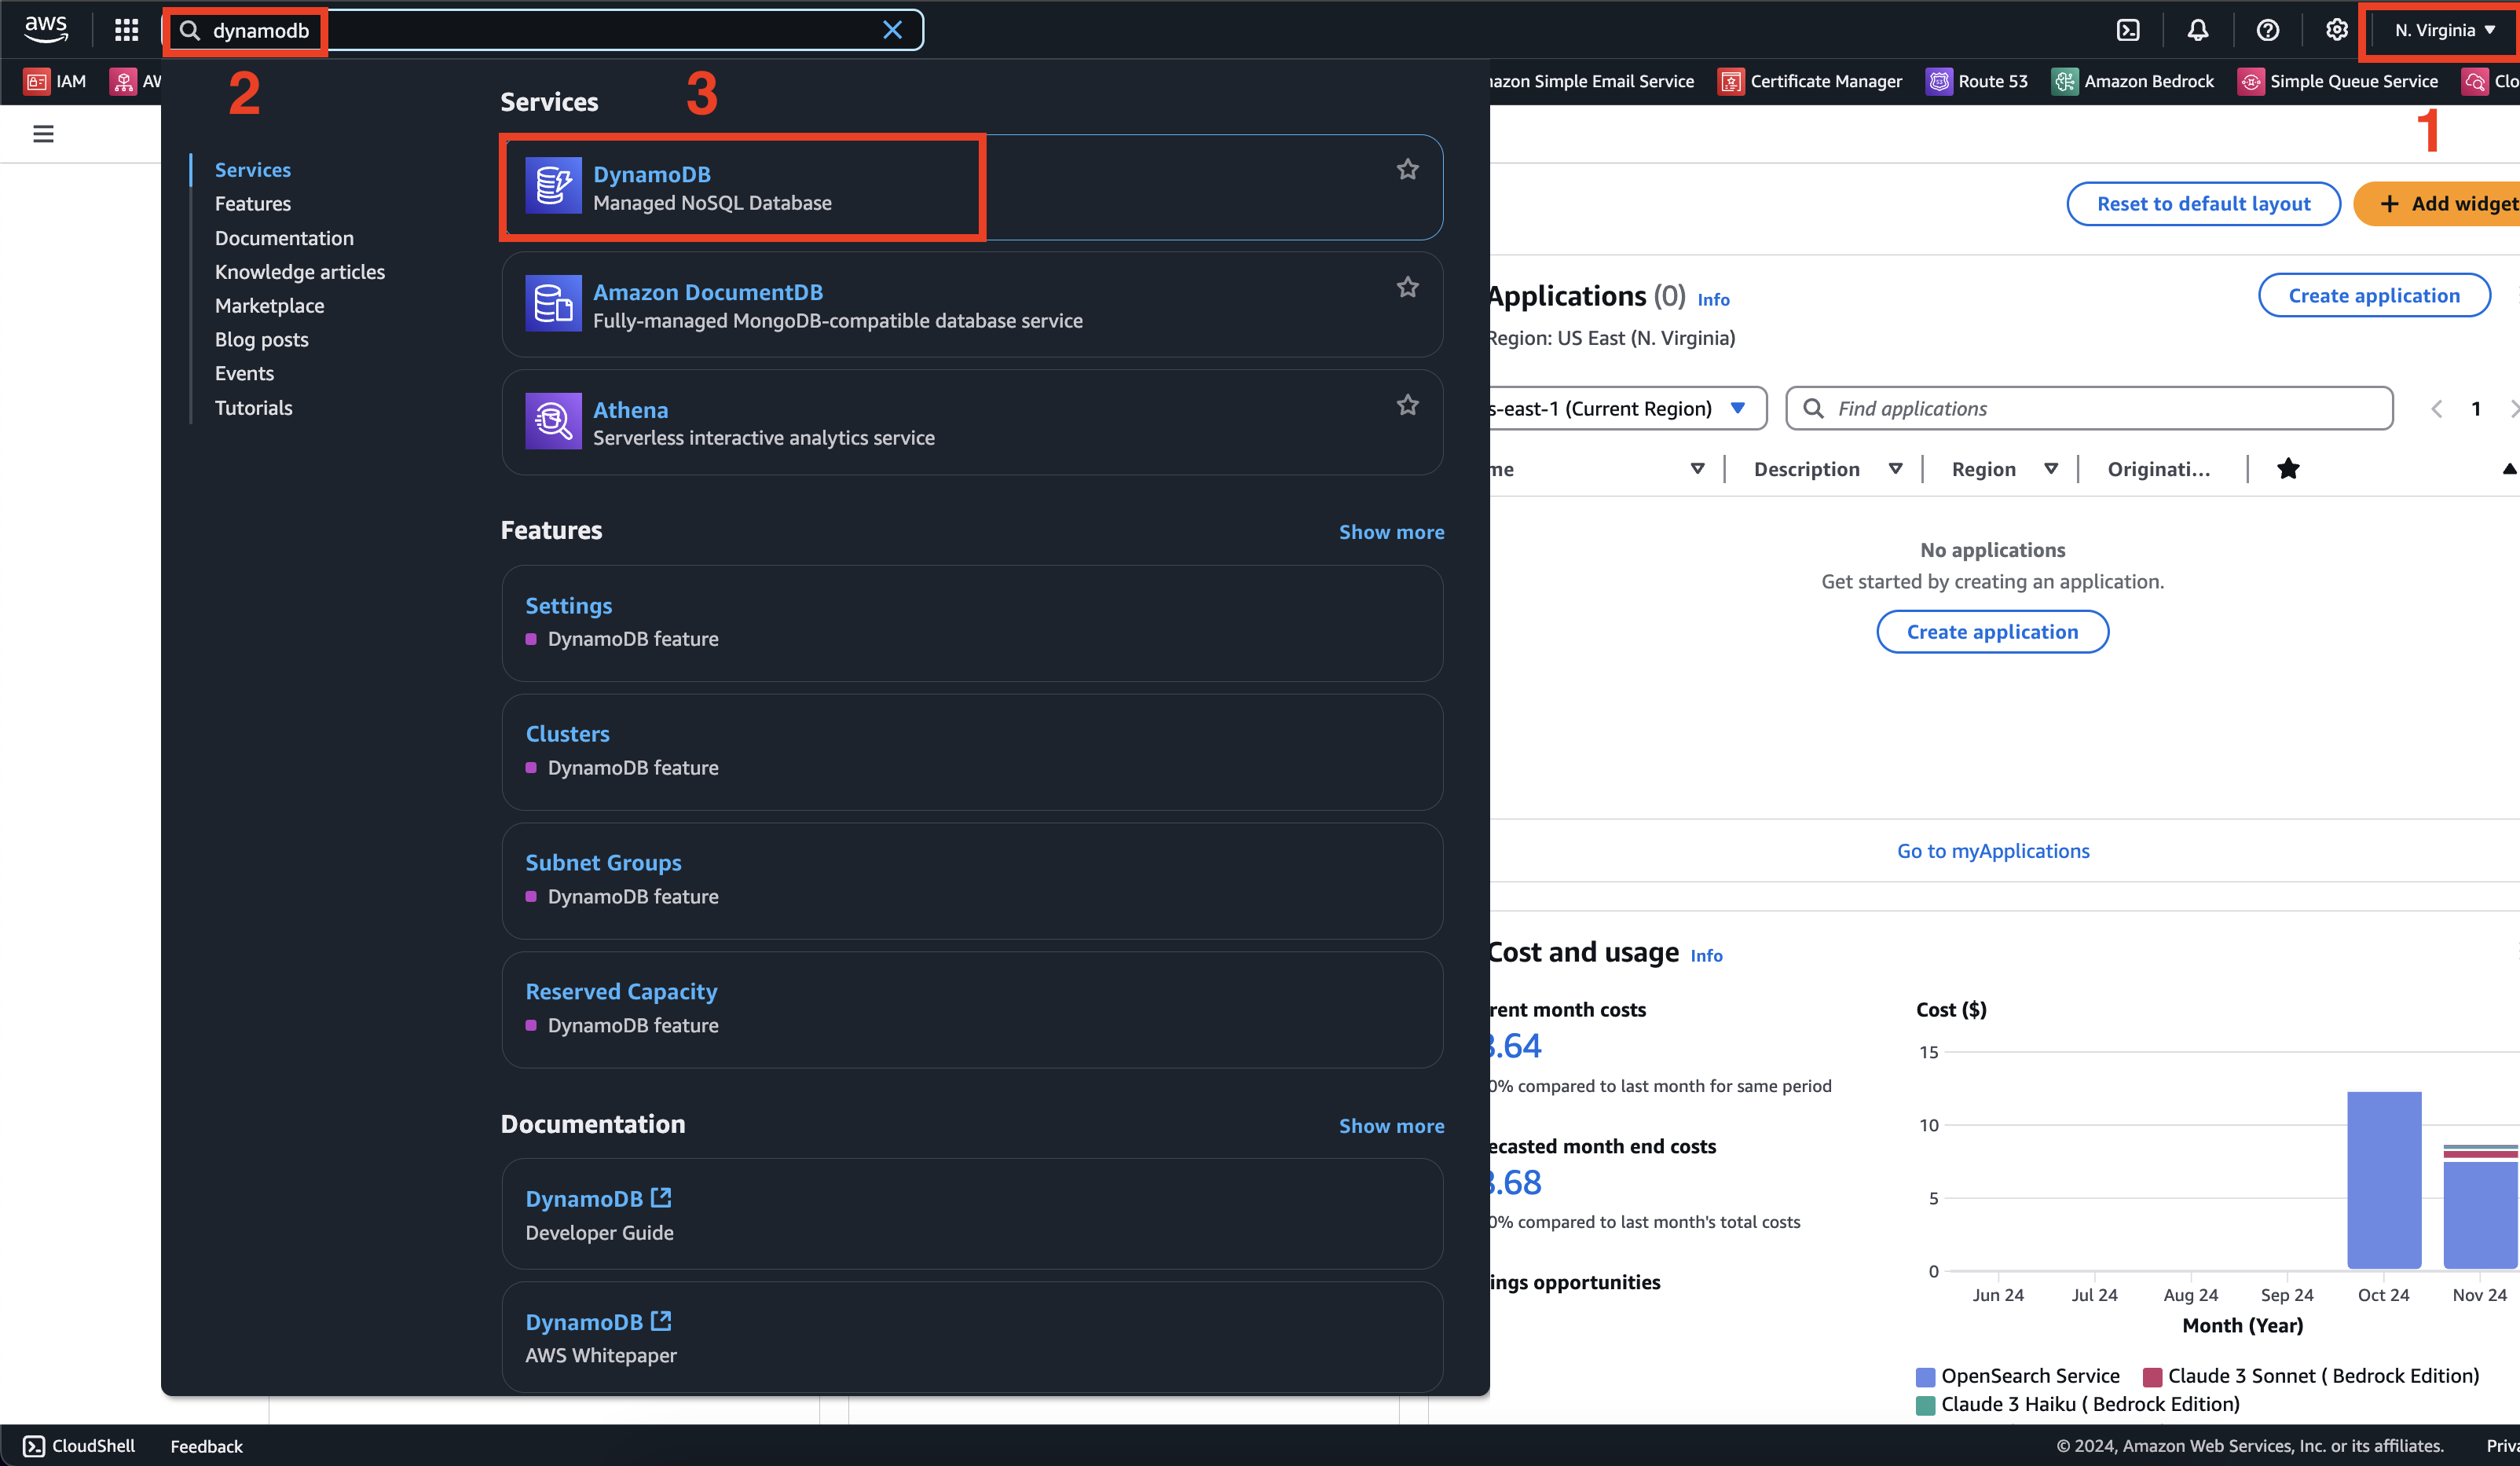 aws
dynamodb
N. Virginia
IAM
Simple Email Service
Certificate Manager
Route 53
Amazon Bedrock
Simple Queue Service
2
3
1
Services
Features
Documentation
Knowledge articles
Marketplace
Blog posts
Events
Tutorials
Services
DynamoDB
Managed NoSQL Database
Amazon DocumentDB
Fully-managed MongoDB-compatible database service
Athena
Serverless interactive analytics service
Features
Show more
Settings
DynamoDB feature
Clusters
DynamoDB feature
Subnet Groups
DynamoDB feature
Reserved Capacity
DynamoDB feature
Documentation
Show more
DynamoDB
Developer Guide
DynamoDB
AWS Whitepaper
Reset to default layout
+ Add widget
Applications (0) Info
Region: US East (N. Virginia)
Create application
s-east-1 (Current Region)
Find applications
1
Description
Region
Originati...
No applications
Get started by creating an application.
Create application
Go to myApplications
Cost and usage Info
month costs
.64
0% compared to last month for same period
month end costs
.68
0% compared to last month's total costs
opportunities
Cost ($)
15
10
5
0
Jun 24
Jul 24
Aug 24
Sep 24
Oct 24
Nov 24
Month (Year)
OpenSearch Service
Claude 3 Sonnet ( Bedrock Edition)
Claude 3 Haiku ( Bedrock Edition)
CloudShell
Feedback
© 2024, Amazon Web Services, Inc. or its affiliates.